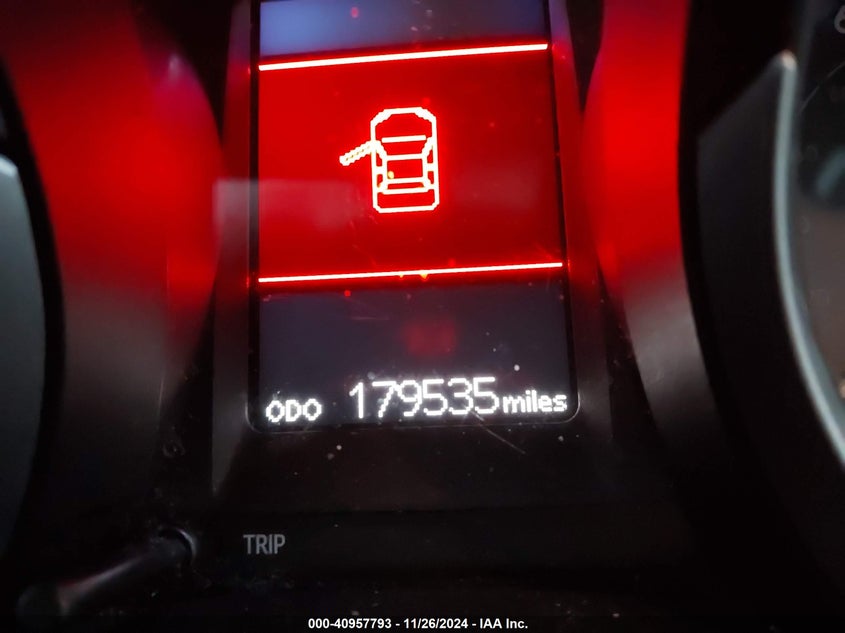 ODO 179535 miles
TRIP
000-40957793 - 11/26/2024 - IAA Inc.